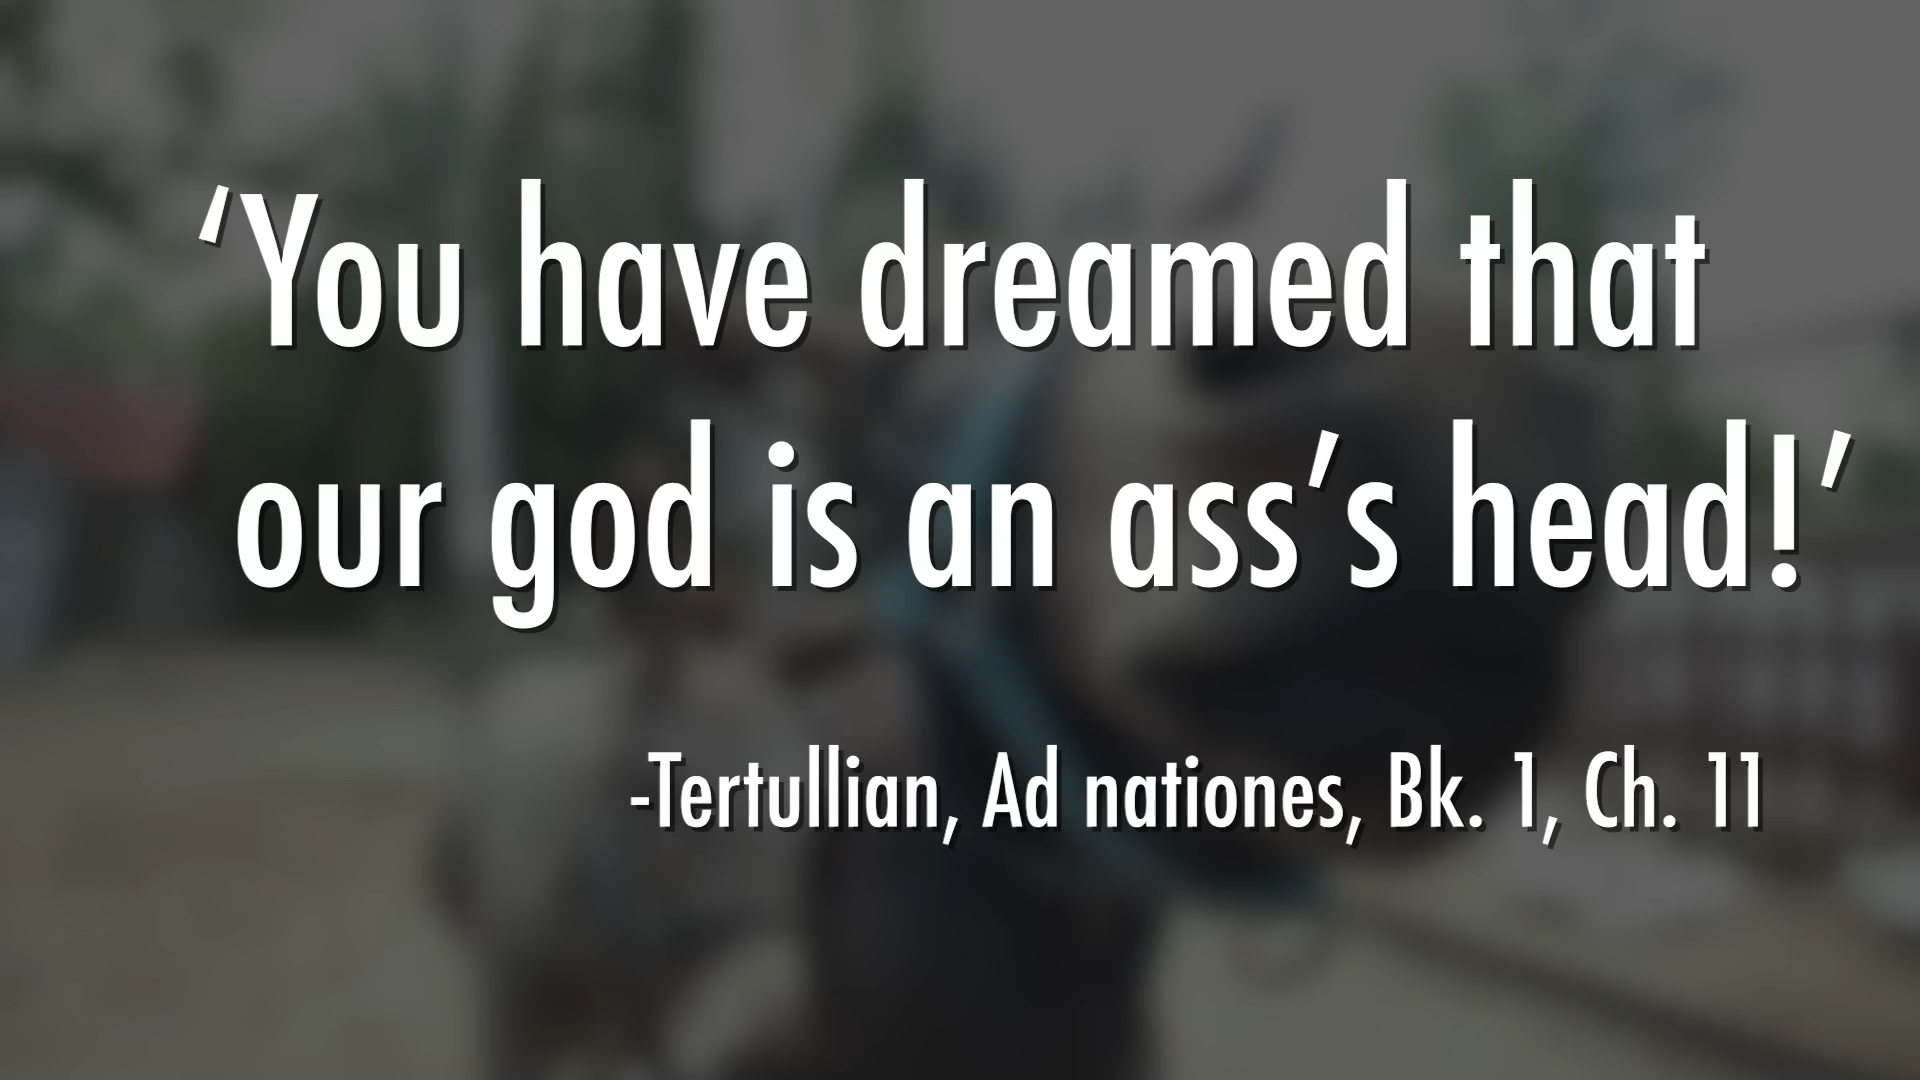 ‘You have dreamed that
our god is an ass’s head!’
-Tertullian, Ad nationes, Bk. 1, Ch. 11